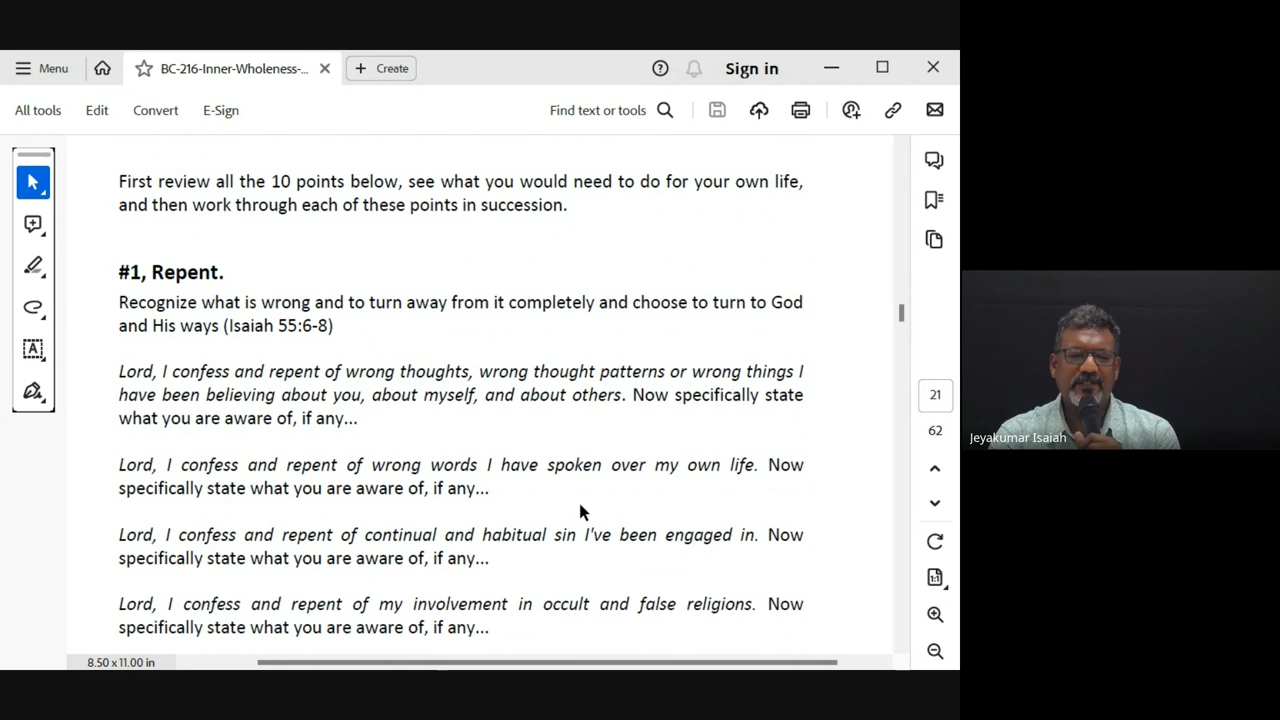 Menu
BC-216-Inner-Wholeness-...
Create
Sign in
All tools
Edit
Convert
E-Sign
Find text or tools
First review all the 10 points below, see what you would need to do for your own life,
and then work through each of these points in succession.
#1, Repent.
Recognize what is wrong and to turn away from it completely and choose to turn to God
and His ways (Isaiah 55:6-8)
Lord, I confess and repent of wrong thoughts, wrong thought patterns or wrong things I
have been believing about you, about myself, and about others. Now specifically state
what you are aware of, if any...
Lord, I confess and repent of wrong words I have spoken over my own life. Now
specifically state what you are aware of, if any...
Lord, I confess and repent of continual and habitual sin I've been engaged in. Now
specifically state what you are aware of, if any...
Lord, I confess and repent of my involvement in occult and false religions. Now
specifically state what you are aware of, if any...
8.50 x 11.00 in
21
62
1:1
Jeyakumar Isaiah